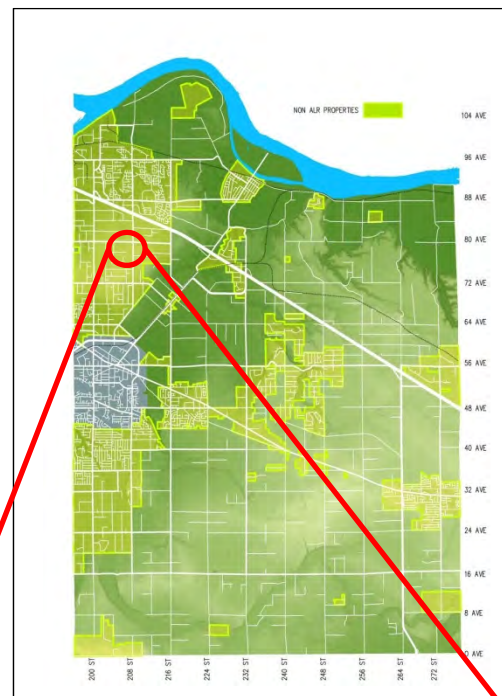 NON ALR PROPERTIES
104 AVE
96 AVE
88 AVE
80 AVE
72 AVE
64 AVE
56 AVE
48 AVE
40 AVE
32 AVE
24 AVE
16 AVE
8 AVE
0 AVE
200 ST
208 ST
216 ST
224 ST
232 ST
240 ST
248 ST
256 ST
264 ST
272 ST